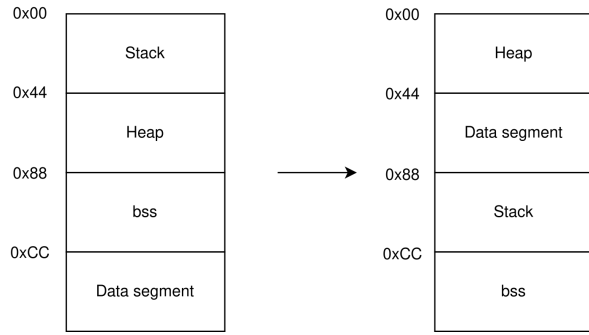 0x00
Stack
0x44
Heap
0x88
bss
0xCC
Data segment
0x00
Heap
0x44
Data segment
0x88
Stack
0xCC
bss